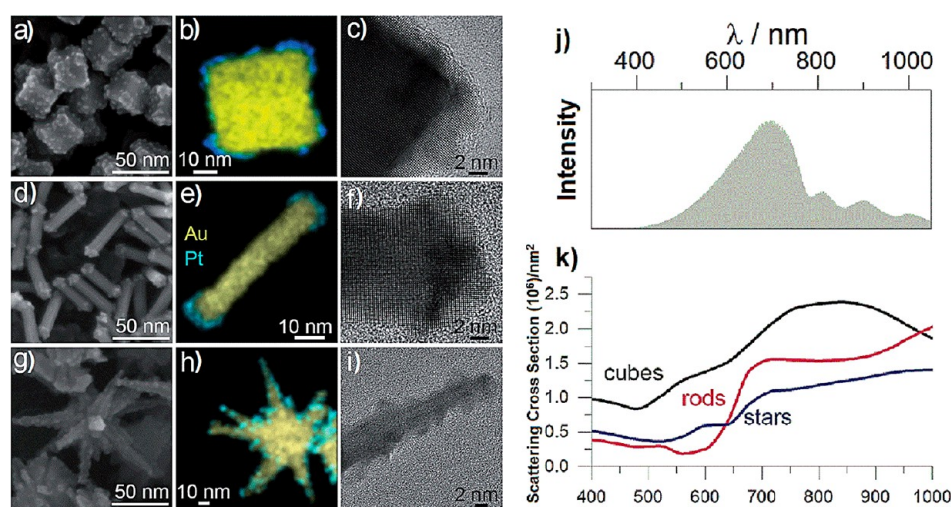 a)
50 nm
b)
10 nm
c)
2 nm
d)
50 nm
e)
Au
Pt
10 nm
f)
2 nm
g)
50 nm
h)
10 nm
i)
2 nm
j)
λ / nm
400 600 800 1000
Intensity
k)
Scattering Cross Section (10⁶)/nm²
2.5
2.0
1.5
1.0
0.5
0.0
cubes
rods
stars
400 500 600 700 800 900 1000